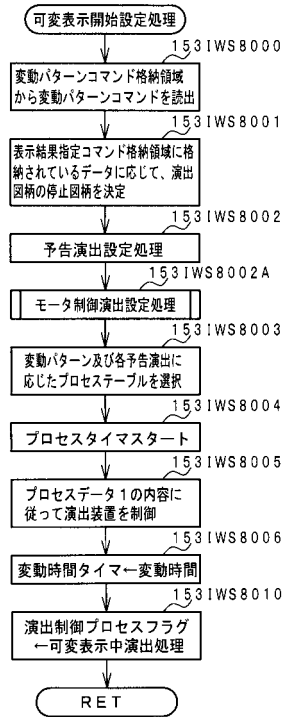 可変表示開始設定処理
153IWS8000
変動パターンコマンド格納領域
から変動パターンコマンドを読出
153IWS8001
表示結果指定コマンド格納領域に格
納されているデータに応じて、演出
図柄の停止図柄を決定
153IWS8002
予告演出設定処理
153IWS8002A
モータ制御演出設定処理
153IWS8003
変動パターン及び各予告演出に
応じたプロセステーブルを選択
153IWS8004
プロセスタイマスタート
153IWS8005
プロセスデータ1の内容に
従って演出装置を制御
153IWS8006
変動時間タイマ←変動時間
153IWS8010
演出制御プロセスフラグ
←可変表示中演出処理
RET